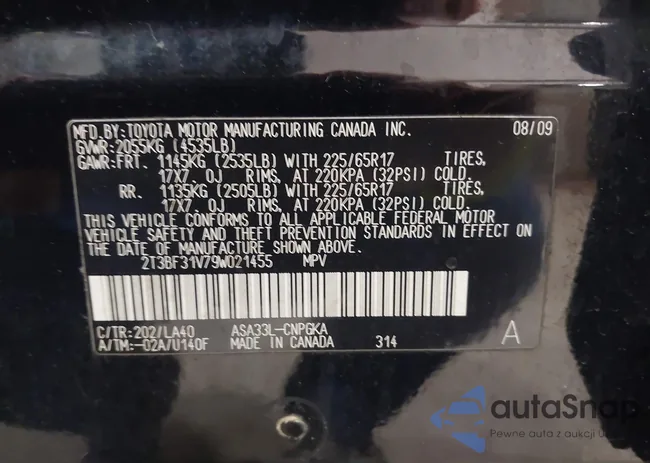 MFD.BY:TOYOTA MOTOR MANUFACTURING CANADA INC. 08/09
GVWR:2055KG (4535LB)
GAWR:FRT. 1145KG (2535LB) WITH 225/65R17 TIRES,
17X7.0J RIMS, AT 220KPA (32PSI) COLD.
RR. 1135KG (2505LB) WITH 225/65R17 TIRES,
17X7.0J RIMS, AT 220KPA (32PSI) COLD.
THIS VEHICLE CONFORMS TO ALL APPLICABLE FEDERAL MOTOR
VEHICLE SAFETY AND THEFT PREVENTION STANDARDS IN EFFECT ON
THE DATE OF MANUFACTURE SHOWN ABOVE.
2T3BF31V79W021455 MPV
C/TR:202/LA40 ASA33L-CNPGKA
A/TM:-02A/U140F MADE IN CANADA 314 A
autaSnap
Pewne auta z aukcji U